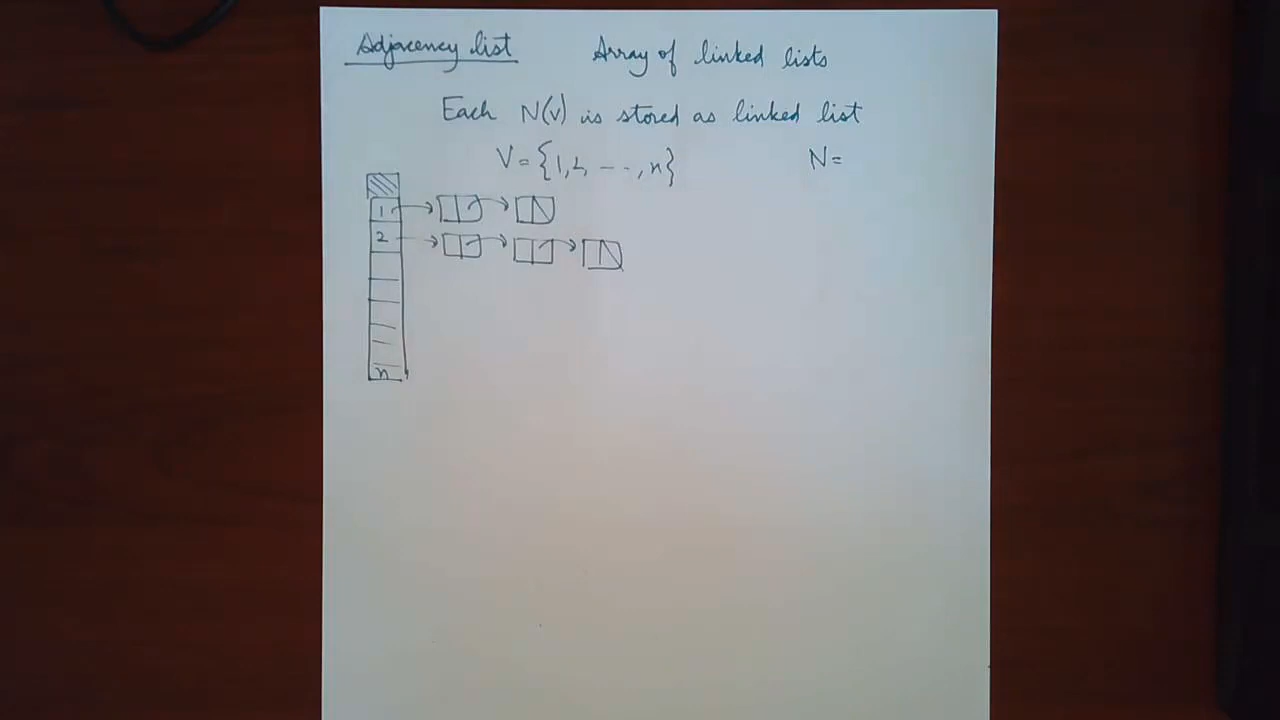 Adjacency list Array of linked lists
Each N(v) is stored as linked list
V = {1, 2, ---, n} N =
1
2
n